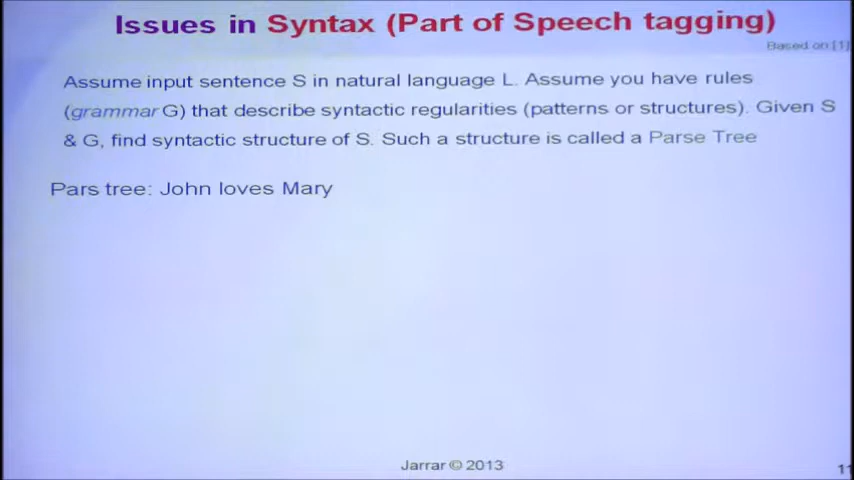 Issues in Syntax (Part of Speech tagging)
Based on [1]
Assume input sentence S in natural language L. Assume you have rules
(grammar G) that describe syntactic regularities (patterns or structures). Given S
& G, find syntactic structure of S. Such a structure is called a Parse Tree
Pars tree: John loves Mary
Jarrar © 2013
11